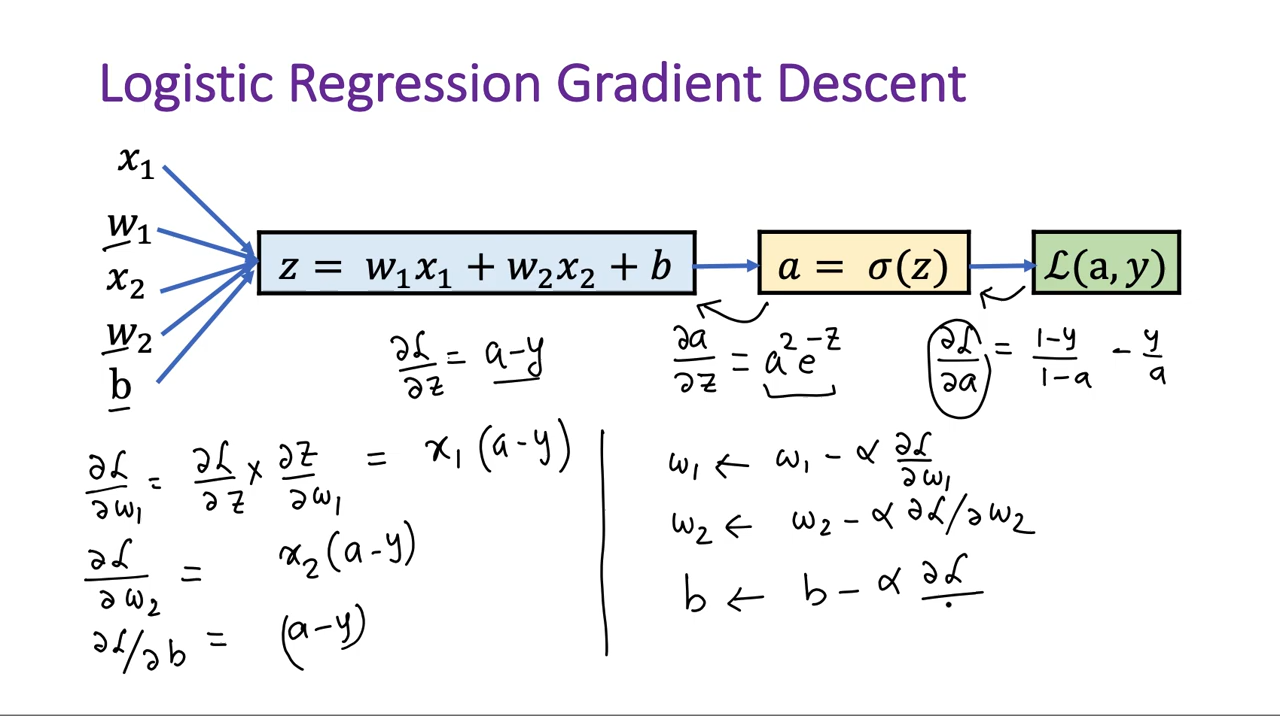 Logistic Regression Gradient Descent
x₁
w₁
x₂
w₂
b
z = w₁x₁ + w₂x₂ + b
a = σ(z)
ℒ(a, y)
∂ℒ/∂z = a-y
∂a/∂z = a²e^-z
∂ℒ/∂a = (1-y)/(1-a) - y/a
∂ℒ/∂w₁ = ∂ℒ/∂z × ∂z/∂w₁ = x₁(a-y)
∂ℒ/∂w₂ = x₂(a-y)
∂ℒ/∂b = (a-y)
w₁ ← w₁ - α ∂ℒ/∂w₁
w₂ ← w₂ - α ∂ℒ/∂w₂
b ← b - α ∂ℒ/